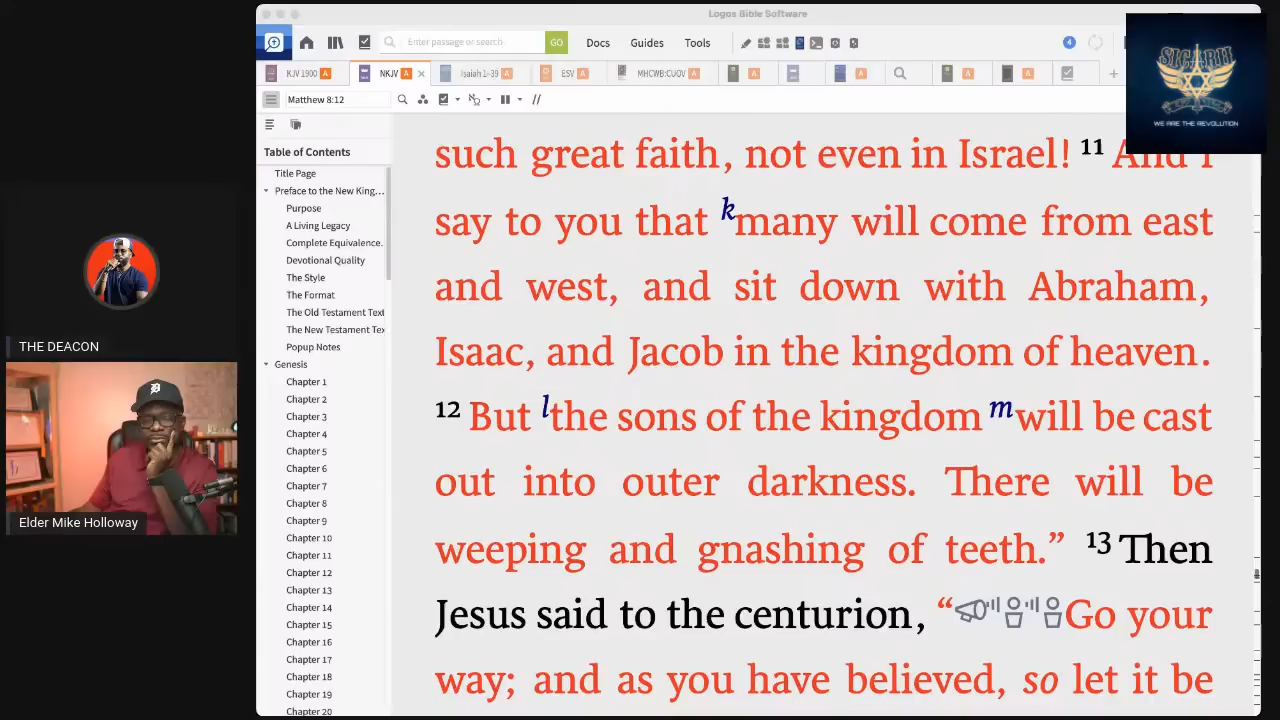 Logos Bible Software
Enter passage or search
GO
Docs
Guides
Tools
4
KJV 1900 A
NKJV A
Isaiah 1–39 A
ESV A
MHCWB:CUOV A
A
A
A
A
Matthew 8:12
SICARII
WE ARE THE REVOLUTION
Table of Contents
Title Page
Preface to the New King...
Purpose
A Living Legacy
Complete Equivalence.
Devotional Quality
The Style
The Format
The Old Testament Text
The New Testament Tex
Popup Notes
Genesis
Chapter 1
Chapter 2
Chapter 3
Chapter 4
Chapter 5
Chapter 6
Chapter 7
Chapter 8
Chapter 9
Chapter 10
Chapter 11
Chapter 12
Chapter 13
Chapter 14
Chapter 15
Chapter 16
Chapter 17
Chapter 18
Chapter 19
Chapter 20
such great faith, not even in Israel! 11 And I
say to you that k many will come from east
and west, and sit down with Abraham,
Isaac, and Jacob in the kingdom of heaven.
12 But l the sons of the kingdom m will be cast
out into outer darkness. There will be
weeping and gnashing of teeth.” 13 Then
Jesus said to the centurion, “Go your
way; and as you have believed, so let it be
THE DEACON
Elder Mike Holloway